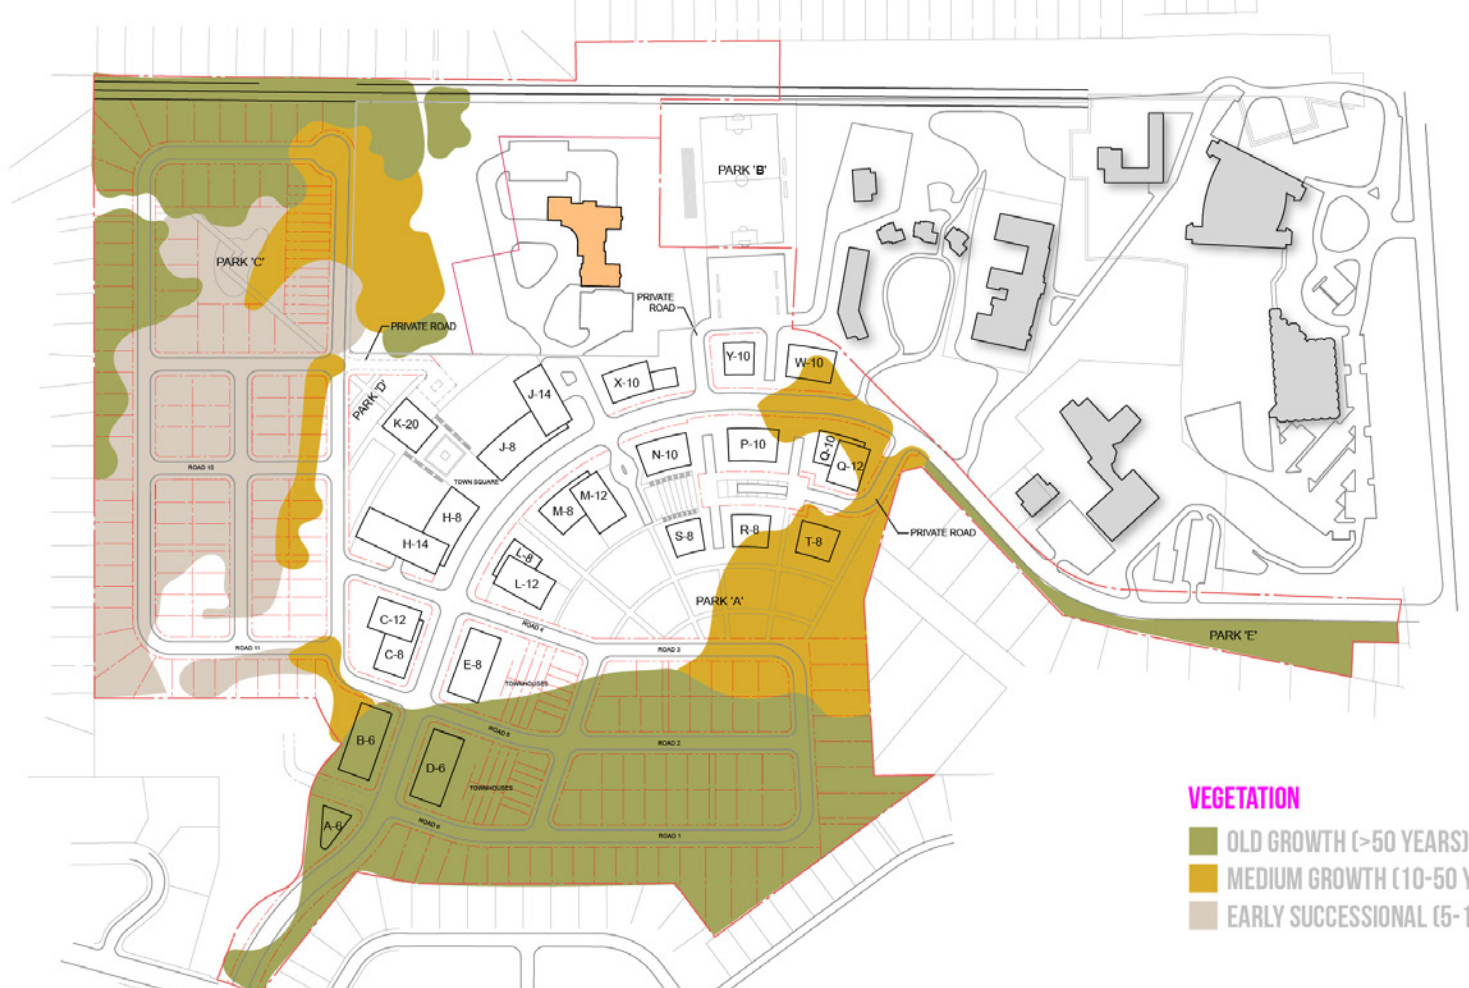 PARK 'B'
PARK 'C'
PRIVATE
ROAD
PRIVATE ROAD
Y-10
W-10
X-10
J-14
PARK 'D'
K-20
J-8
N-10
P-10
Q-10
Q-12
ROAD 10
TOWN SQUARE
M-12
M-8
H-8
H-14
S-8
R-8
T-8
PRIVATE ROAD
L-8
L-12
PARK 'A'
C-12
C-8
ROAD 4
PARK 'E'
ROAD 11
ROAD 3
E-8
TOWNHOUSES
B-6
ROAD 5
ROAD 2
D-6
TOWNHOUSES
A-6
ROAD 6
ROAD 1
VEGETATION
OLD GROWTH (>50 YEARS)
MEDIUM GROWTH (10-50 Y
EARLY SUCCESSIONAL (5-1